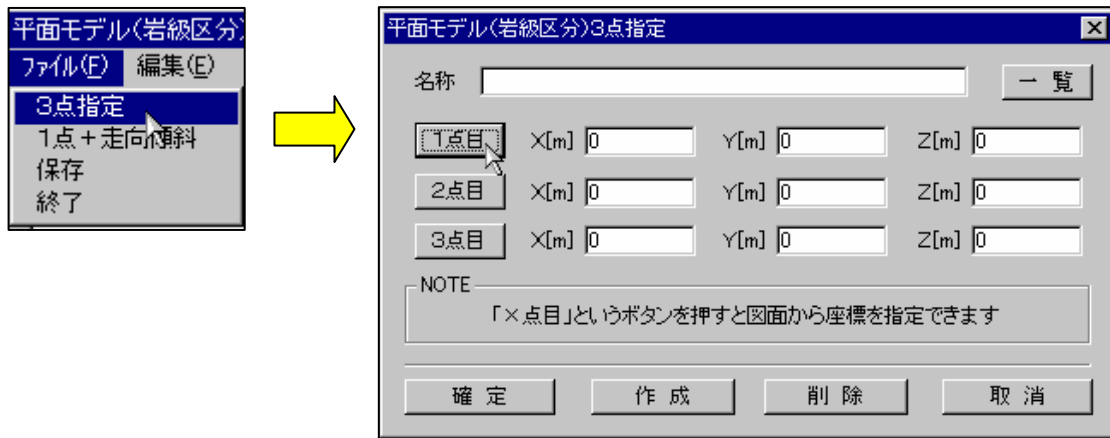 平面モデル(岩級区分)
ファイル(F) 編集(E)
3点指定
1点+走向傾斜
保存
終了
平面モデル(岩級区分)3点指定
名称 一 覧
1点目 X[m] 0 Y[m] 0 Z[m] 0
2点目 X[m] 0 Y[m] 0 Z[m] 0
3点目 X[m] 0 Y[m] 0 Z[m] 0
NOTE
「×点目」というボタンを押すと図面から座標を指定できます
確 定 作 成 削 除 取 消